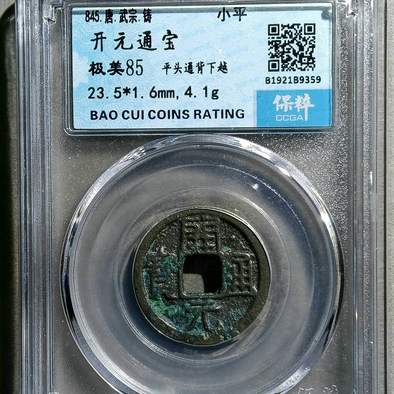 845.唐.武宗.铸 小平
开元通宝
极美85 平头通背下越
B1921B9359
23.5*1.6mm, 4.1g
保粹
CCGA
BAO CUI COINS RATING
開元通寳